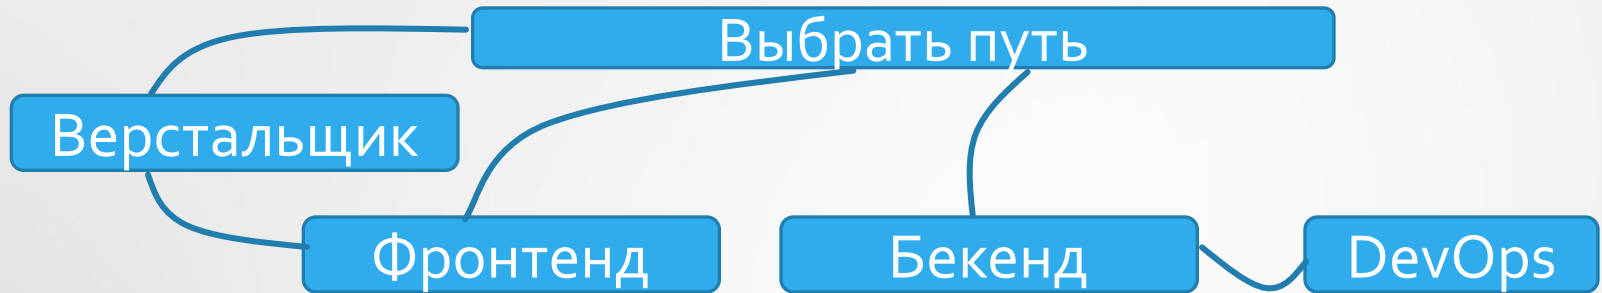 Выбрать путь
Верстальщик
Фронтенд
Бекенд
DevOps